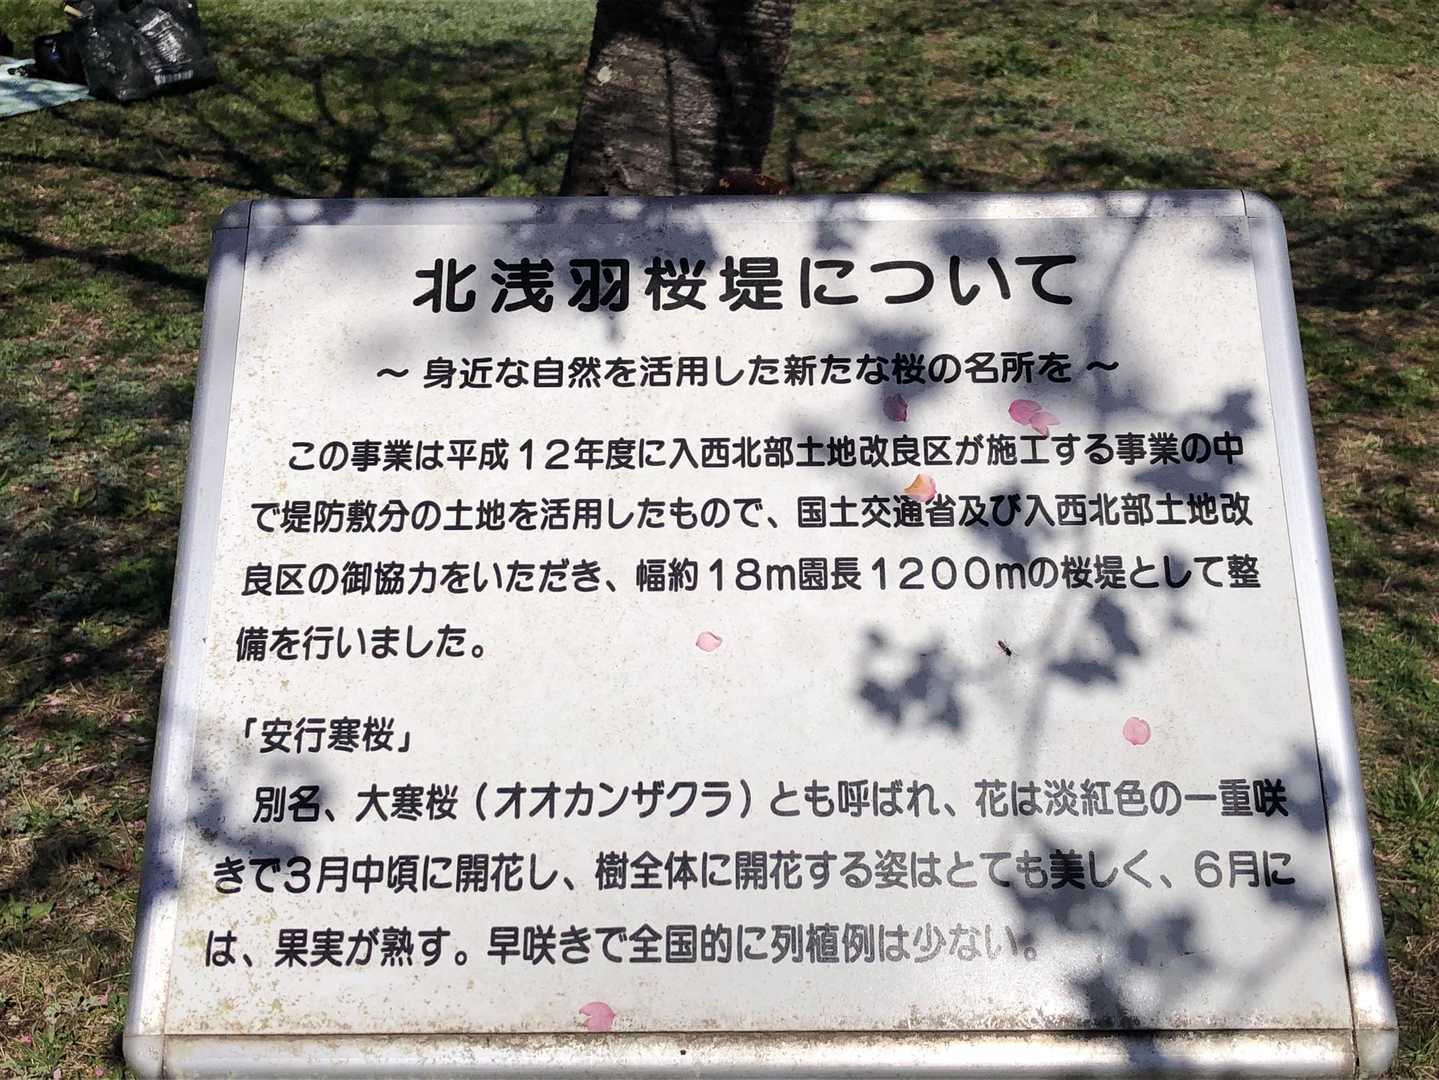 北浅羽桜堤について
～ 身近な自然を活用した新たな桜の名所を ～
この事業は平成１２年度に入西北部土地改良区が施工する事業の中
で堤防敷分の土地を活用したもので、国土交通省及び入西北部土地改
良区の御協力をいただき、幅約１８ｍ園長１２００ｍの桜堤として整
備を行いました。
「安行寒桜」
別名、大寒桜（オオカンザクラ）とも呼ばれ、花は淡紅色の一重咲
きで３月中頃に開花し、樹全体に開花する姿はとても美しく、６月に
は、果実が熟す。早咲きで全国的に列植例は少ない。